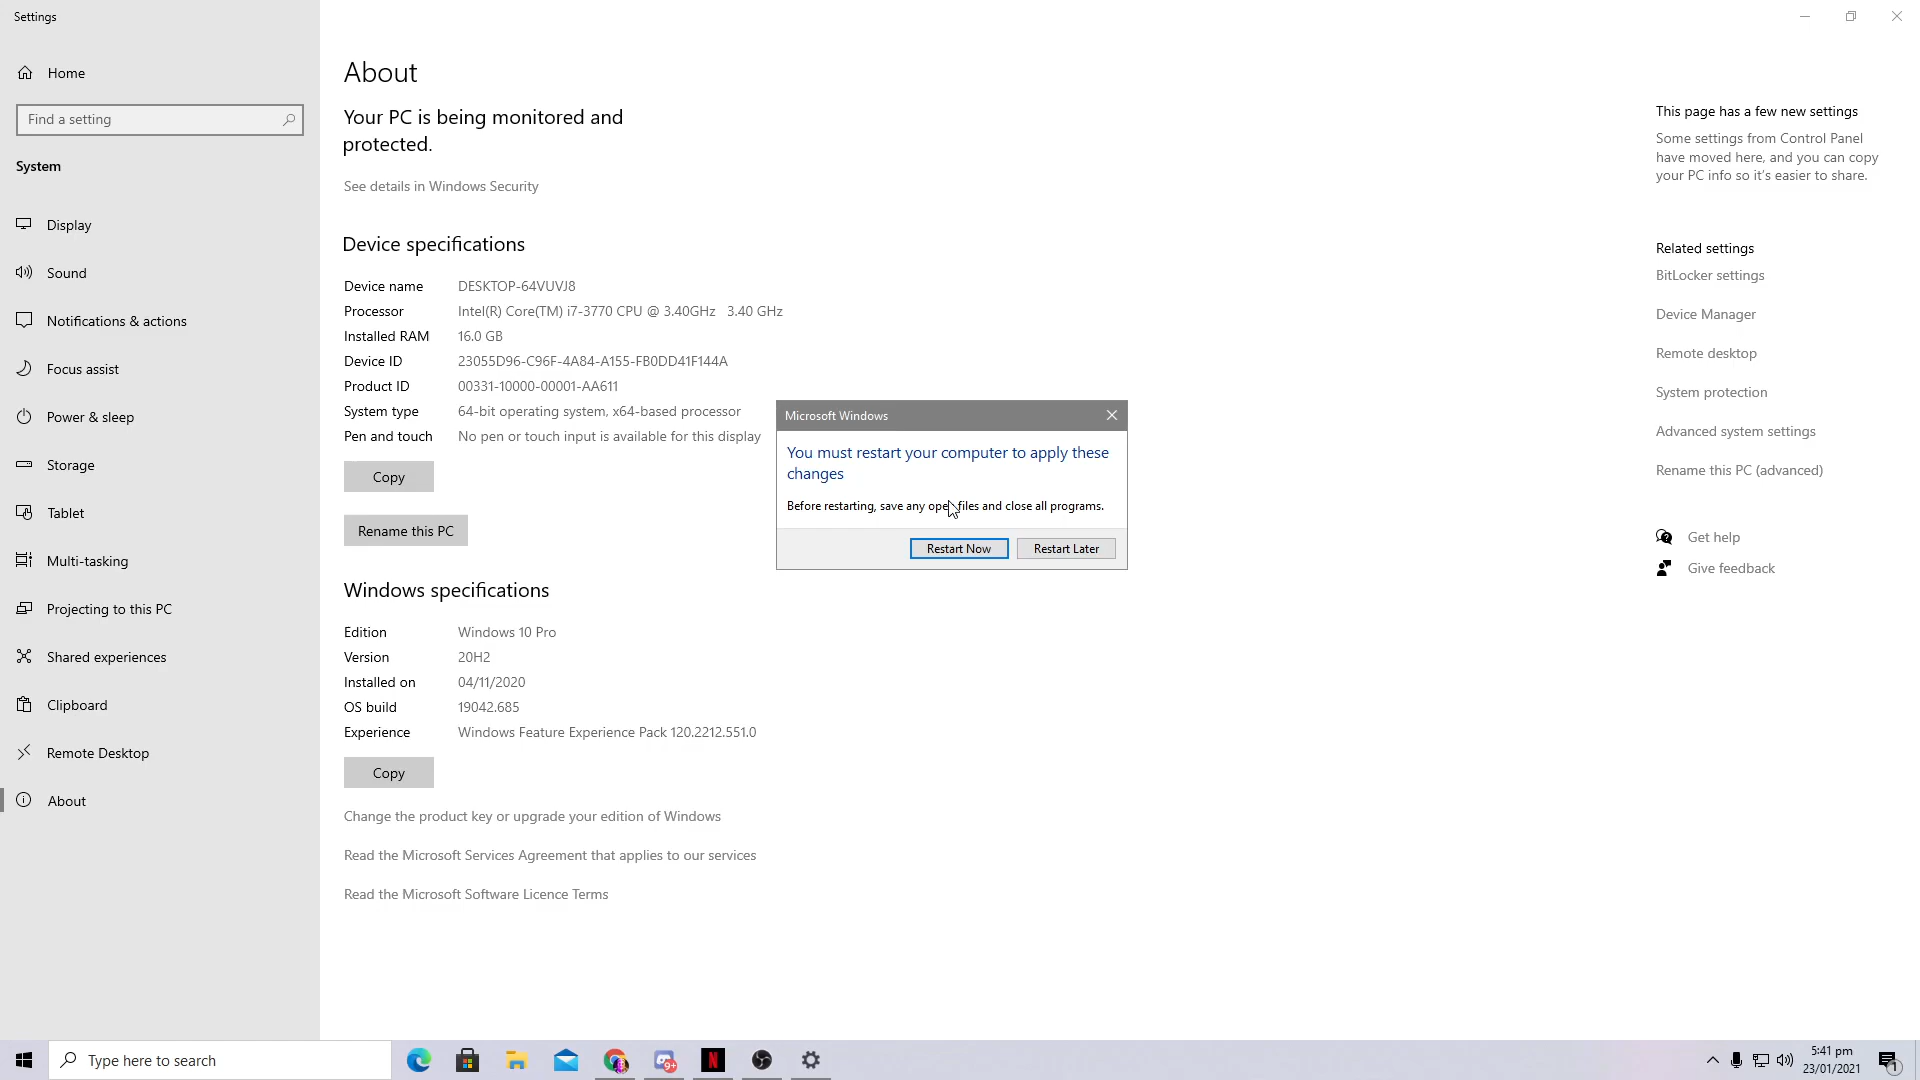 Settings
Home
Find a setting
System
Display
Sound
Notifications & actions
Focus assist
Power & sleep
Storage
Tablet
Multi-tasking
Projecting to this PC
Shared experiences
Clipboard
Remote Desktop
About
About
Your PC is being monitored and
protected.
See details in Windows Security
Device specifications
Device name DESKTOP-64VUVJ8
Processor Intel(R) Core(TM) i7-3770 CPU @ 3.40GHz 3.40 GHz
Installed RAM 16.0 GB
Device ID 23055D96-C96F-4A84-A155-FB0DD41F144A
Product ID 00331-10000-00001-AA611
System type 64-bit operating system, x64-based processor
Pen and touch No pen or touch input is available for this display
Copy
Rename this PC
Windows specifications
Edition Windows 10 Pro
Version 20H2
Installed on 04/11/2020
OS build 19042.685
Experience Windows Feature Experience Pack 120.2212.551.0
Copy
Change the product key or upgrade your edition of Windows
Read the Microsoft Services Agreement that applies to our services
Read the Microsoft Software Licence Terms
Microsoft Windows
You must restart your computer to apply these
changes
Before restarting, save any open files and close all programs.
Restart Now Restart Later
This page has a few new settings
Some settings from Control Panel
have moved here, and you can copy
your PC info so it's easier to share.
Related settings
BitLocker settings
Device Manager
Remote desktop
System protection
Advanced system settings
Rename this PC (advanced)
Get help
Give feedback
Type here to search
9+
N
5:41 pm
23/01/2021
1